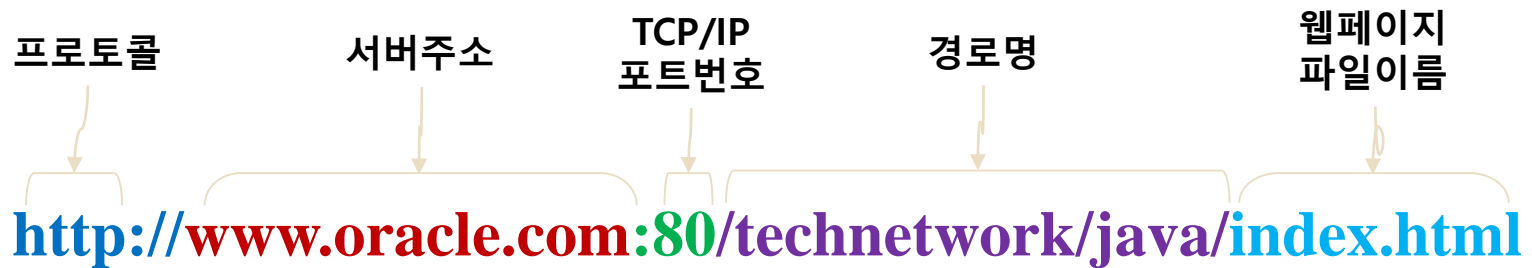 프로토콜
서버주소
TCP/IP
포트번호
경로명
웹페이지
파일이름
http://www.oracle.com:80/technetwork/java/index.html